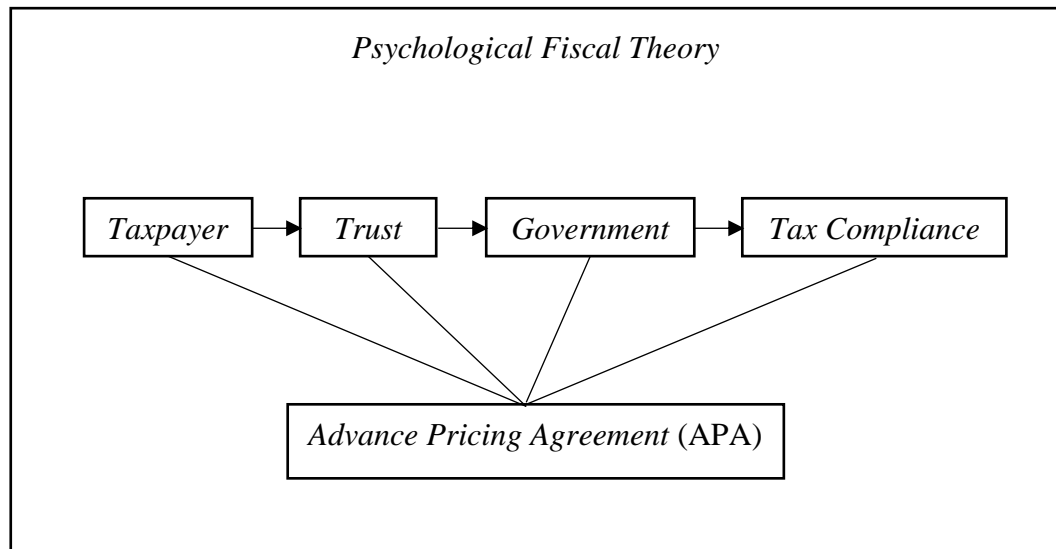 Psychological Fiscal Theory
Taxpayer
Trust
Government
Tax Compliance
Advance Pricing Agreement (APA)